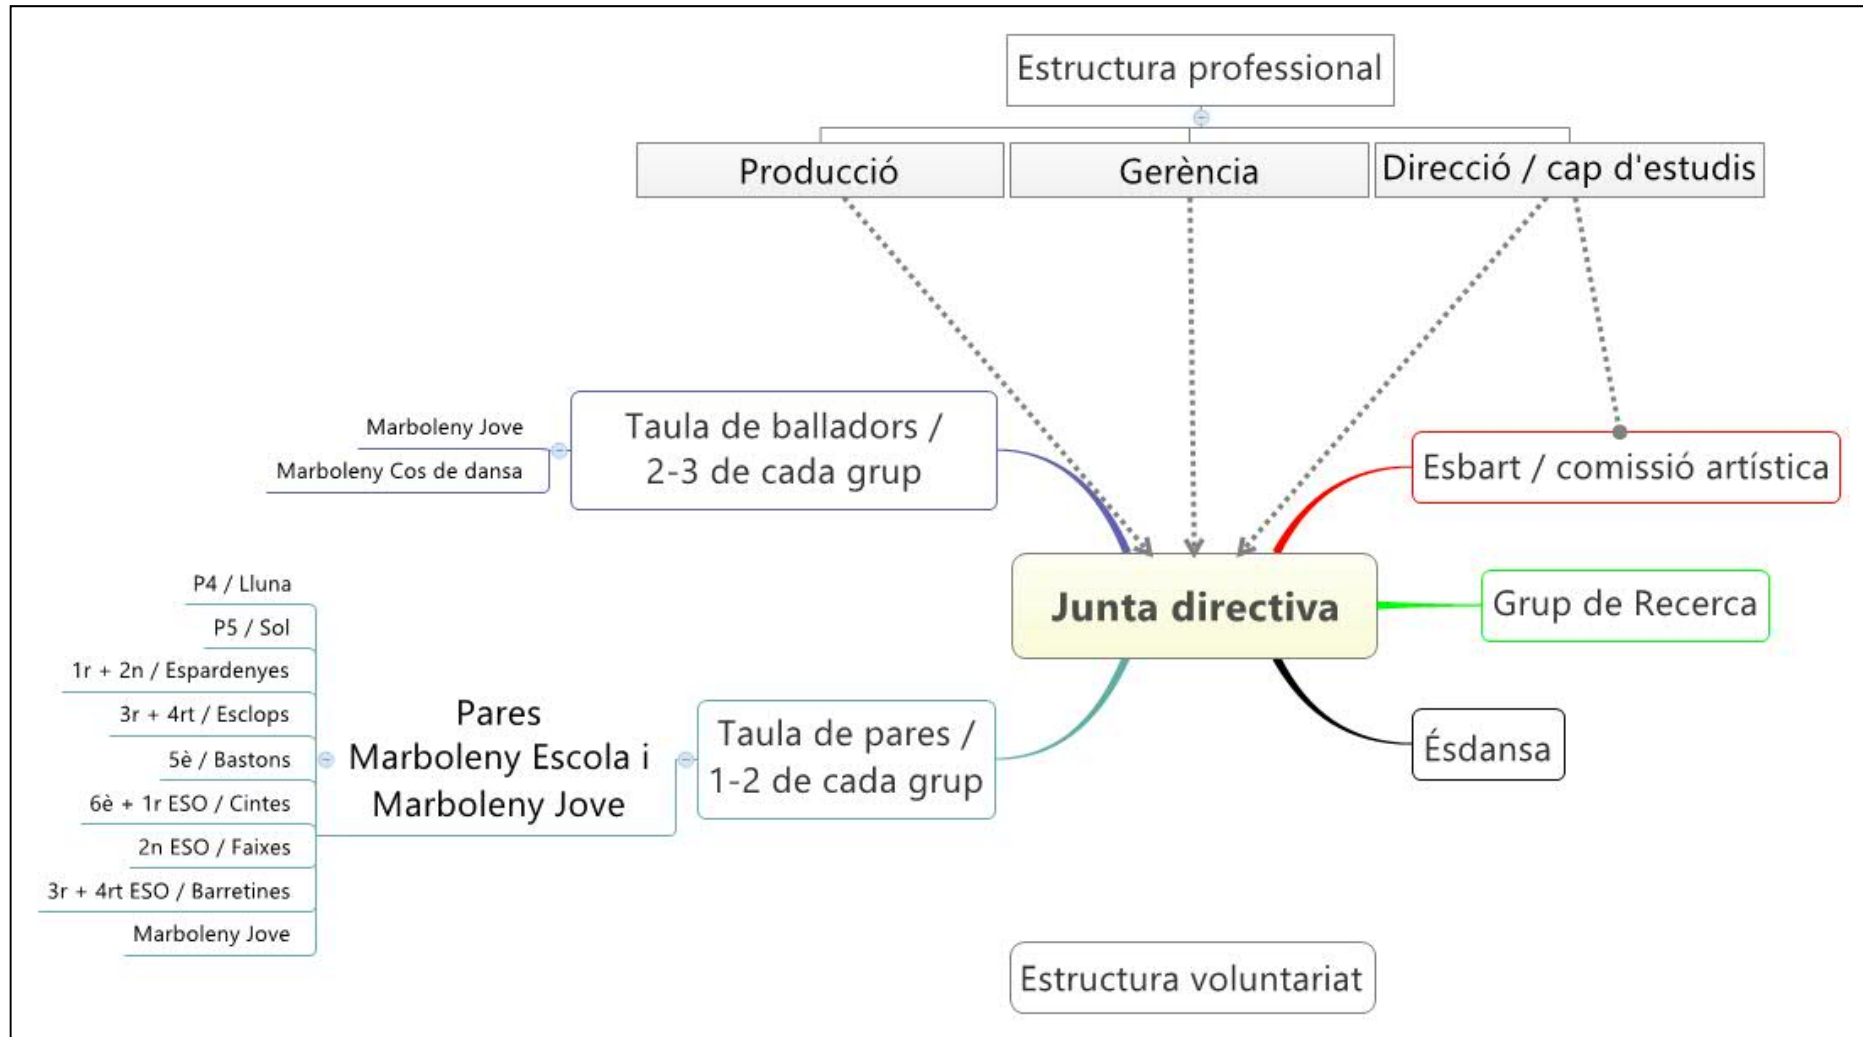 Estructura professional
Producció
Gerència
Direcció / cap d'estudis
Taula de balladors /
2-3 de cada grup
Marboleny Jove
Marboleny Cos de dansa
Esbart / comissió artística
Junta directiva
Grup de Recerca
Ésdansa
Taula de pares /
1-2 de cada grup
Pares
Marboleny Escola i
Marboleny Jove
P4 / Lluna
P5 / Sol
1r + 2n / Espardenyes
3r + 4rt / Esclops
5è / Bastons
6è + 1r ESO / Cintes
2n ESO / Faixes
3r + 4rt ESO / Barretines
Marboleny Jove
Estructura voluntariat